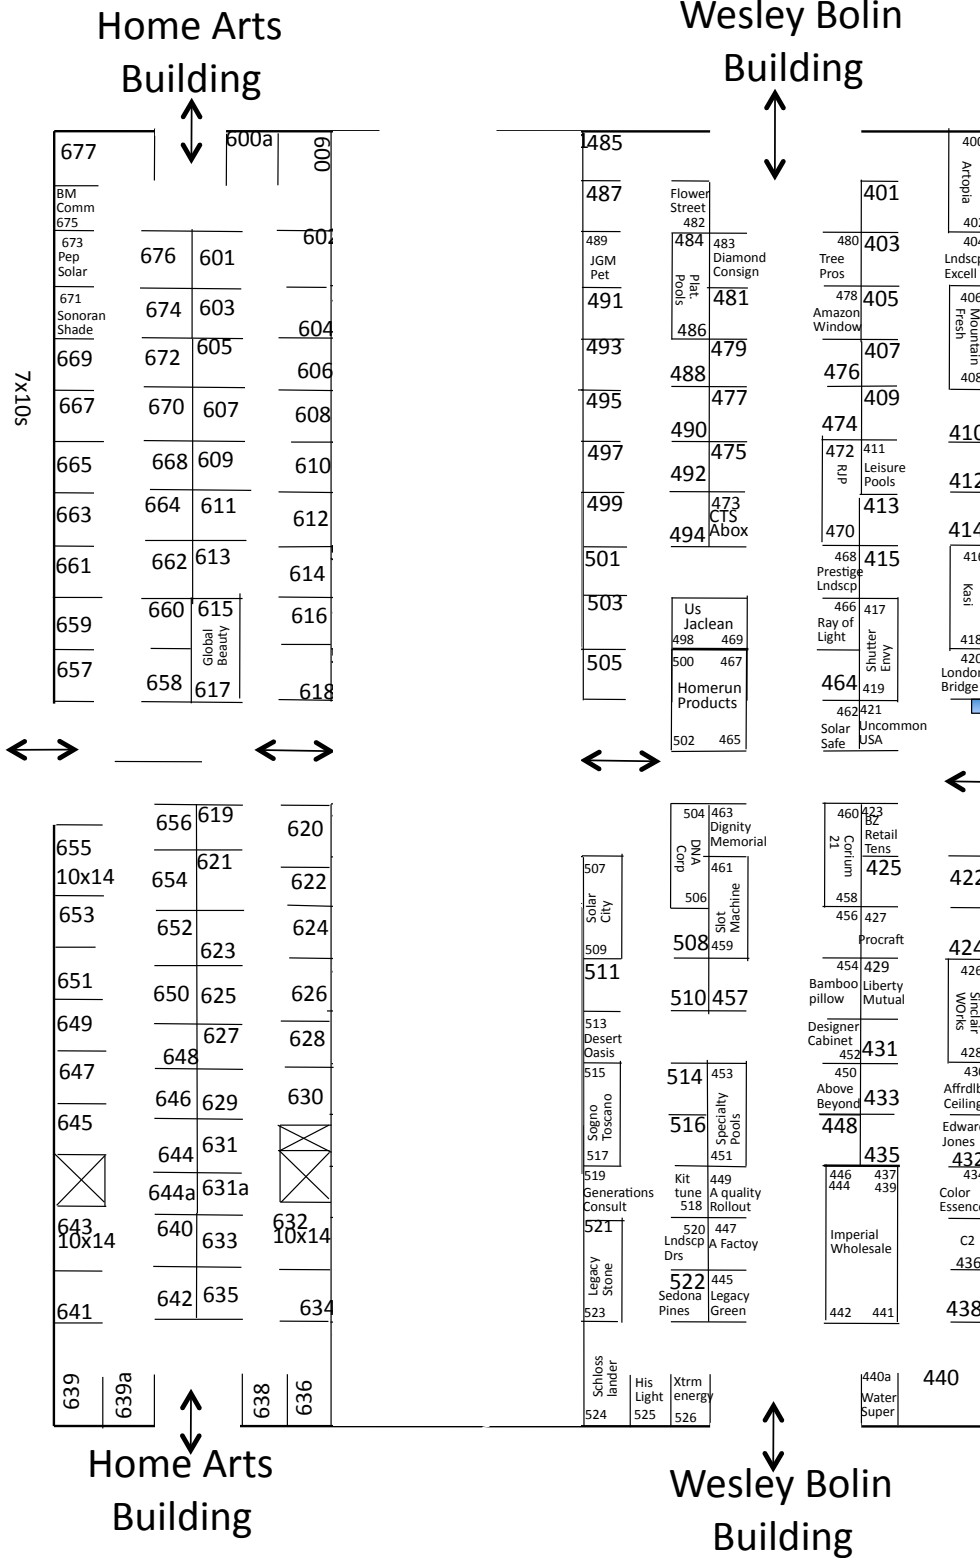 Home Arts
Building
Wesley Bolin
Building
677
BM
Comm
675
673
Pep
Solar
671
Sonoran
Shade
669
667
665
663
661
659
657
7x10s
676
674
672
670
668
664
662
660
658
601
603
605
607
609
611
613
615
Global
Beauty
617
600a
600
602
604
606
608
610
612
614
616
618
655
10x14
653
651
649
647
645
643
10x14
641
639
639a
656
654
652
650
648
646
644
644a
640
642
619
621
623
625
627
629
631
631a
633
635
620
622
624
626
628
630
632
10x14
634
638
636
Home Arts
Building
485
487
489
JGM
Pet
491
493
495
497
499
501
503
505
507
Solar
City
509
511
513
Desert
Oasis
515
Sogno
Toscano
517
519
Generations
Consult
521
Legacy
Stone
523
Schloss
lander
524
His
Light
525
Xtrm
energy
526
Flower
Street
482
484
Plat.
Pools
486
488
490
492
494
483
Diamond
Consign
481
479
477
475
473
CTS
Abox
Us
Jaclean
498 469
500 467
Homerun
Products
502 465
504
DNA
Corp
506
508
510
514
516
Kit
tune
518
520
Lndscp
Drs
522
Sedona
Pines
463
Dignity
Memorial
461
Slot
Machine
459
457
453
Specialty
Pools
451
449
A quality
Rollout
447
A Factoy
445
Legacy
Green
480
Tree
Pros
478
Amazon
Window
476
474
472
RJP
470
468
Prestige
Lndscp
466
Ray of
Light
464
462
Solar
Safe
401
403
405
407
409
411
Leisure
Pools
413
415
417
Shutter
Envy
419
421
Uncommon
USA
460
Corium
21
458
456
454
Bamboo
pillow
Designer
Cabinet
452
450
Above
Beyond
448
423
BZ
Retail
Tens
425
427
Procraft
429
Liberty
Mutual
431
433
435
446 437
444 439
Imperial
Wholesale
442 441
440a
Water
Super
440
400
Artopia
402
404
Lndscp
Excell
406
Mountain
Fresh
408
410
412
414
416
Kasi
418
420
London
Bridge
422
424
426
Sinclair
WOrks
428
430
Affrdlb
Ceiling
Edward
Jones
432
434
Color
Essence
C2
436
438
Wesley Bolin
Building